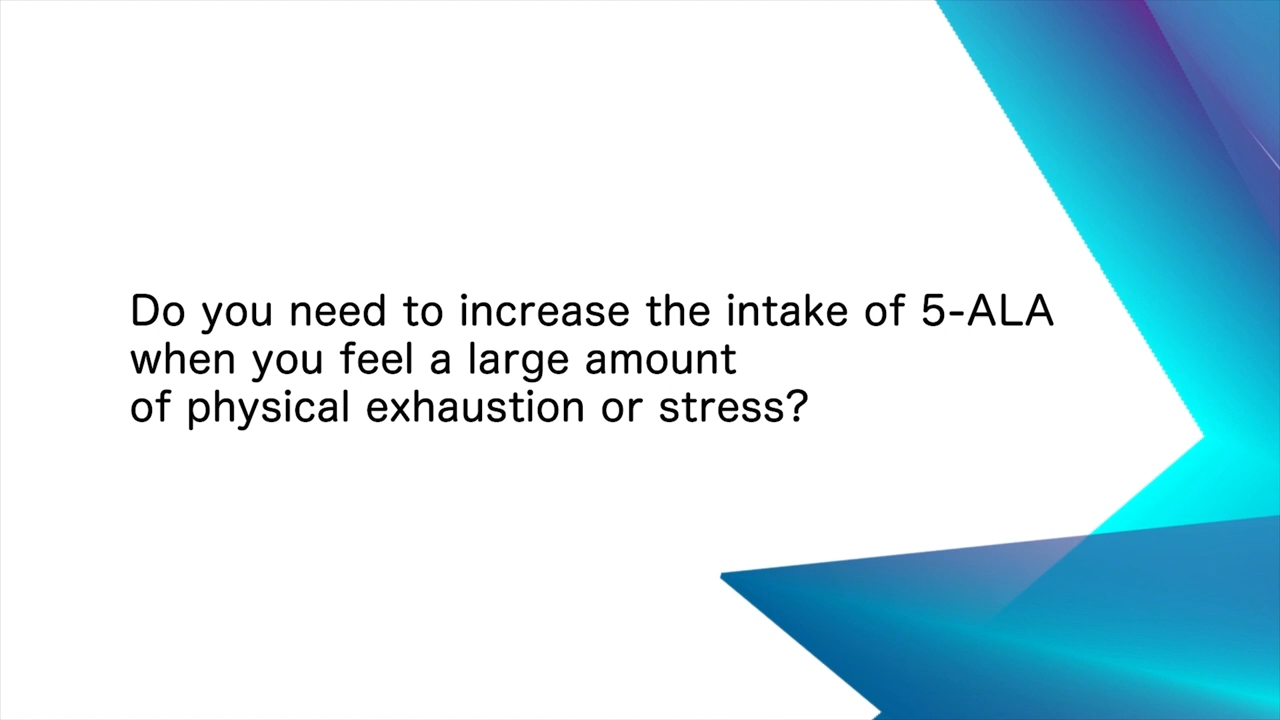 Do you need to increase the intake of 5-ALA
when you feel a large amount
of physical exhaustion or stress?